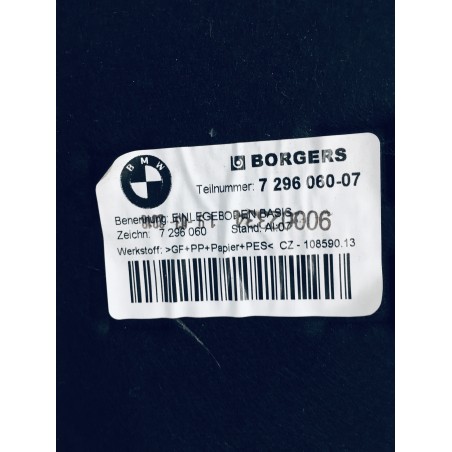 BMW
BORGERS
Teilnummer: 7 296 060-07
Benennung: EINLEGEBODEN BASIS
Zeichn: 7 296 060 Stand: AI:07
Werkstoff: >GF+PP+Papier+PES< CZ - 108590.13